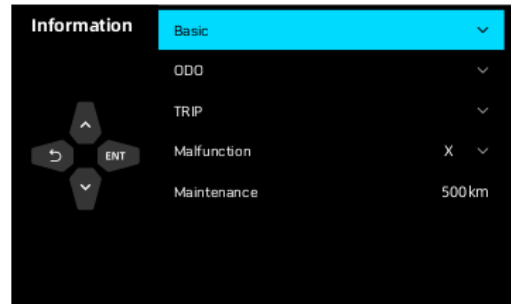 Information
Basic
ODO
TRIP
Malfunction X
Maintenance 500km
ENT